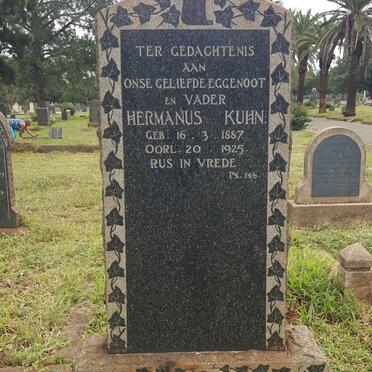 TER GEDACHTENIS
AAN
ONSE GELIEFDE EGGENOOT
EN VADER
HERMANUS KUHN.
GEB. 16. 3. 1887.
OORL. 20 1925.
RUS IN VREDE
Ps. 146.